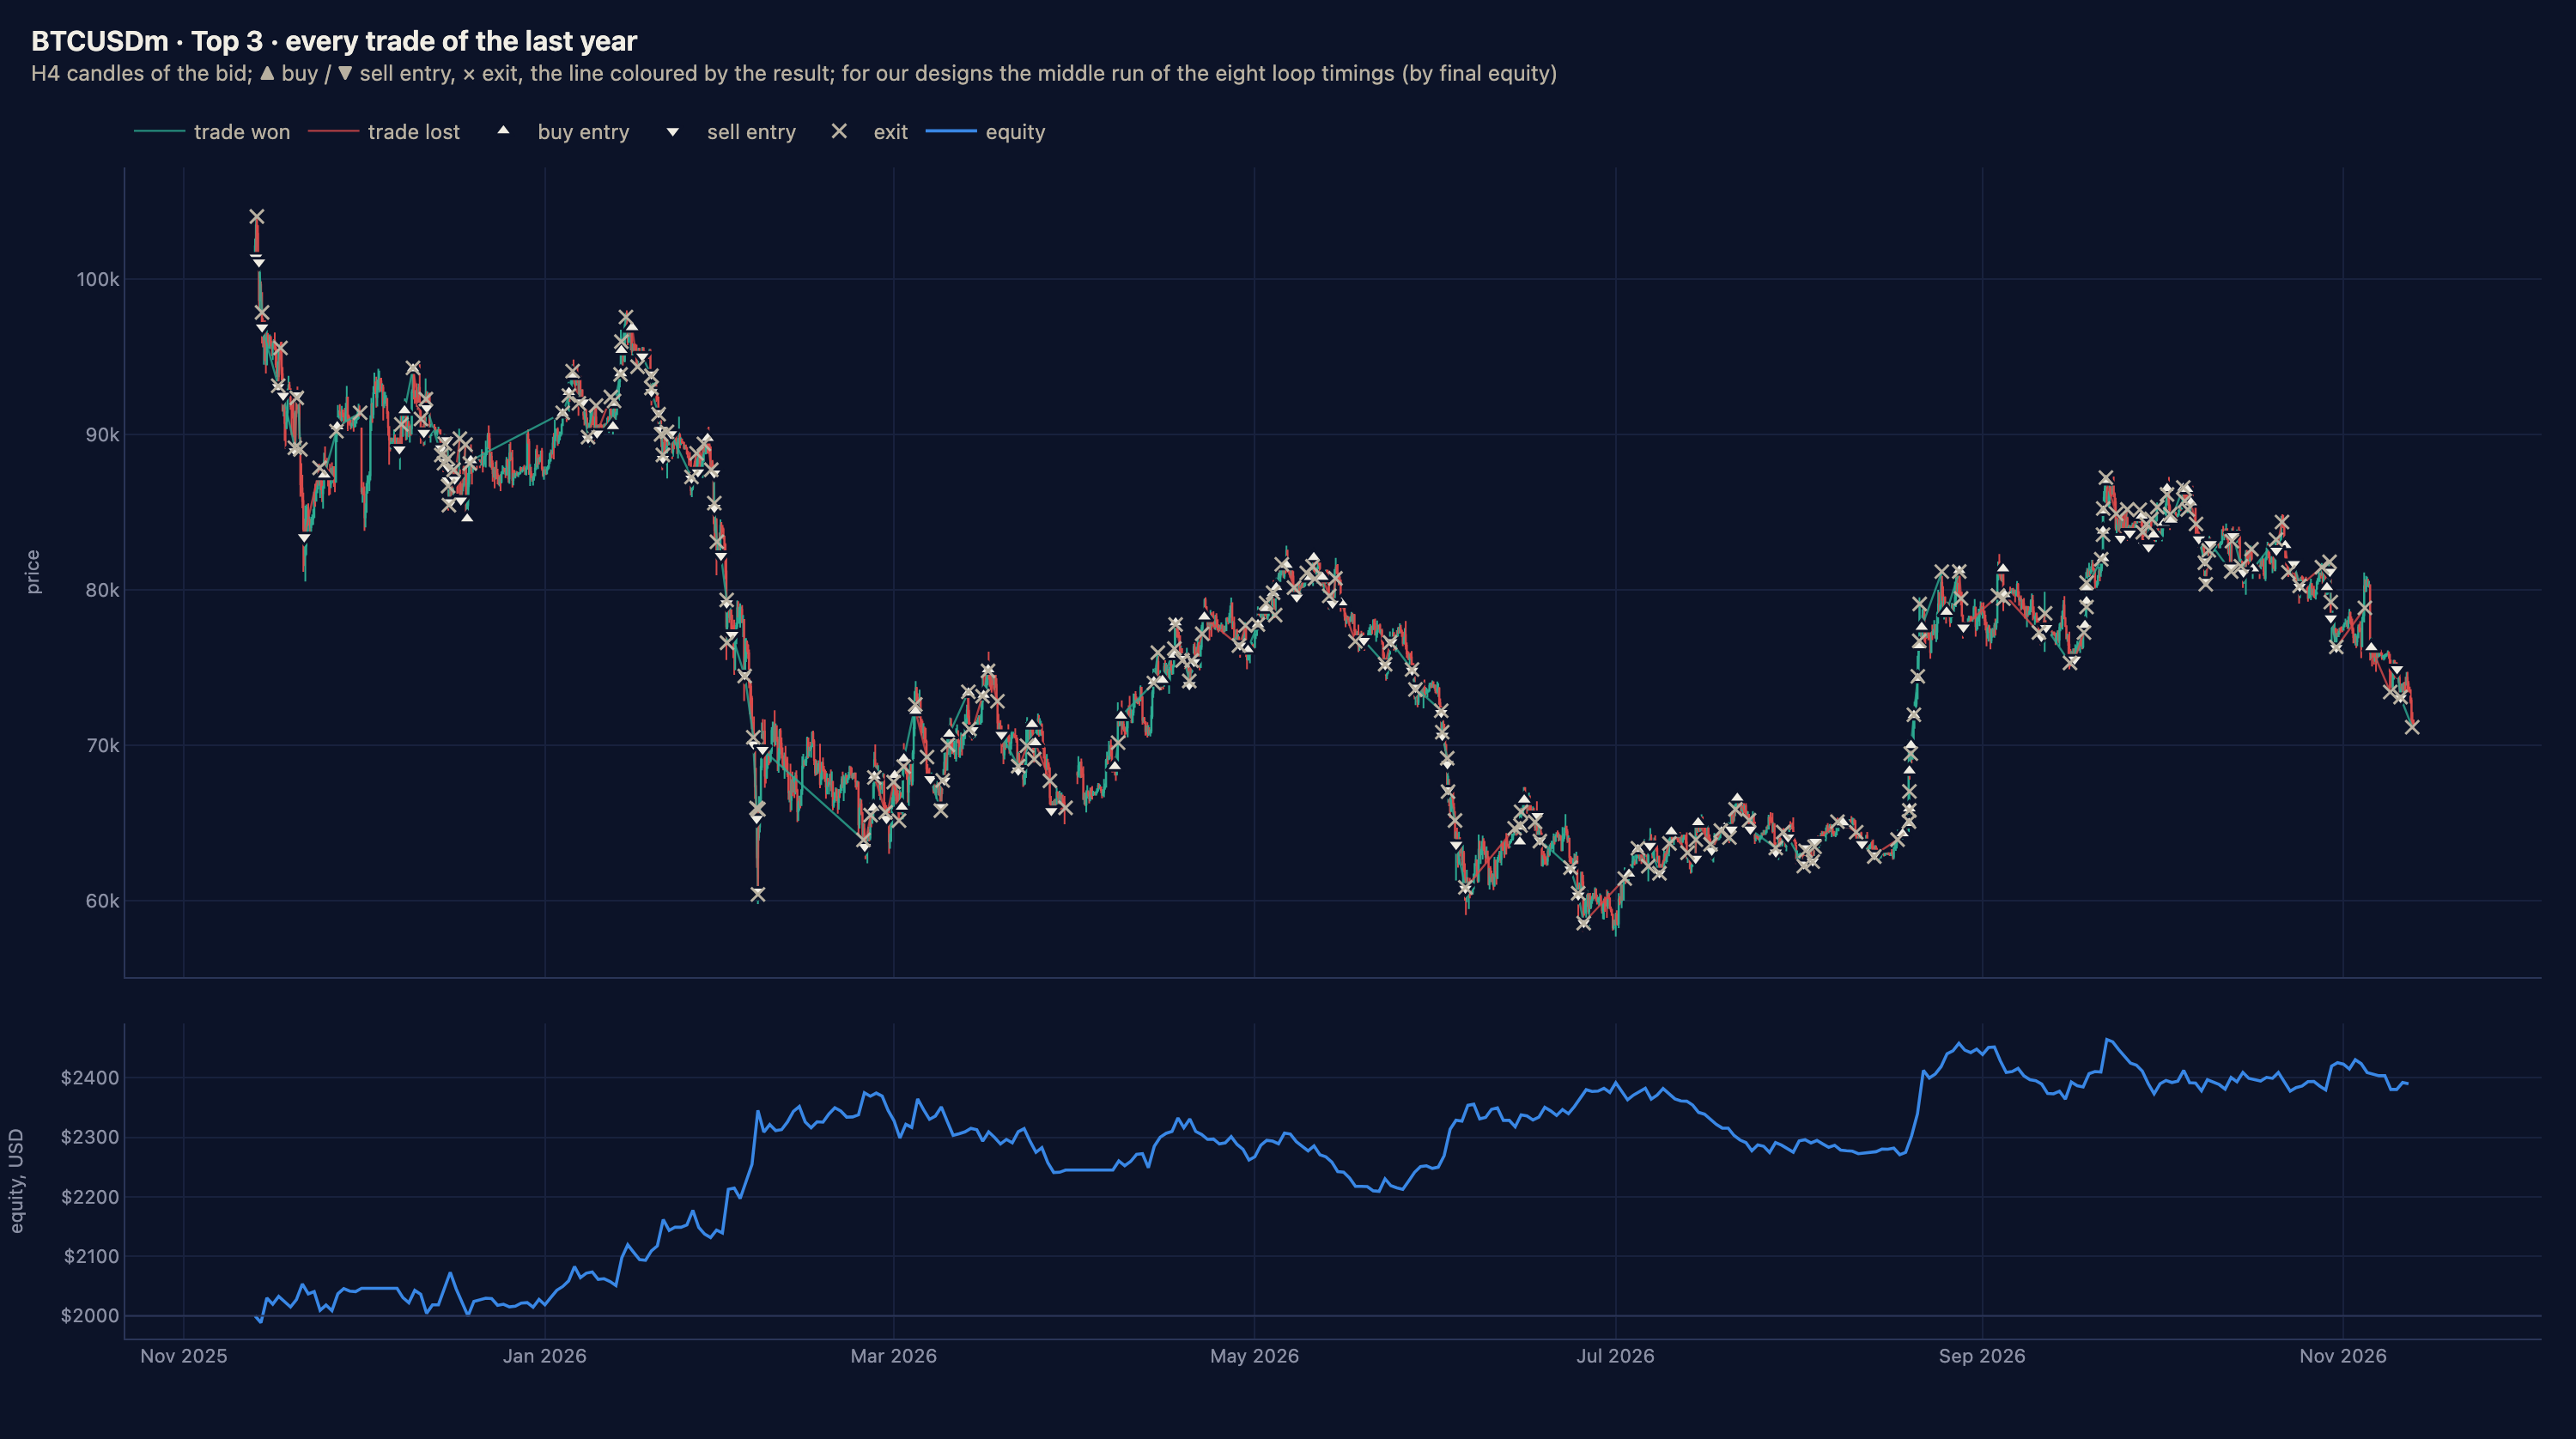 BTCUSDm · Top 3 · every trade of the last year
H4 candles of the bid; ▲ buy / ▼ sell entry, × exit, the line coloured by the result; for our designs the middle run of the eight loop timings (by final equity)
trade won trade lost buy entry sell entry exit equity
price
100k
90k
80k
70k
60k
equity, USD
$2400
$2300
$2200
$2100
$2000
Nov 2025 Jan 2026 Mar 2026 May 2026 Jul 2026 Sep 2026 Nov 2026